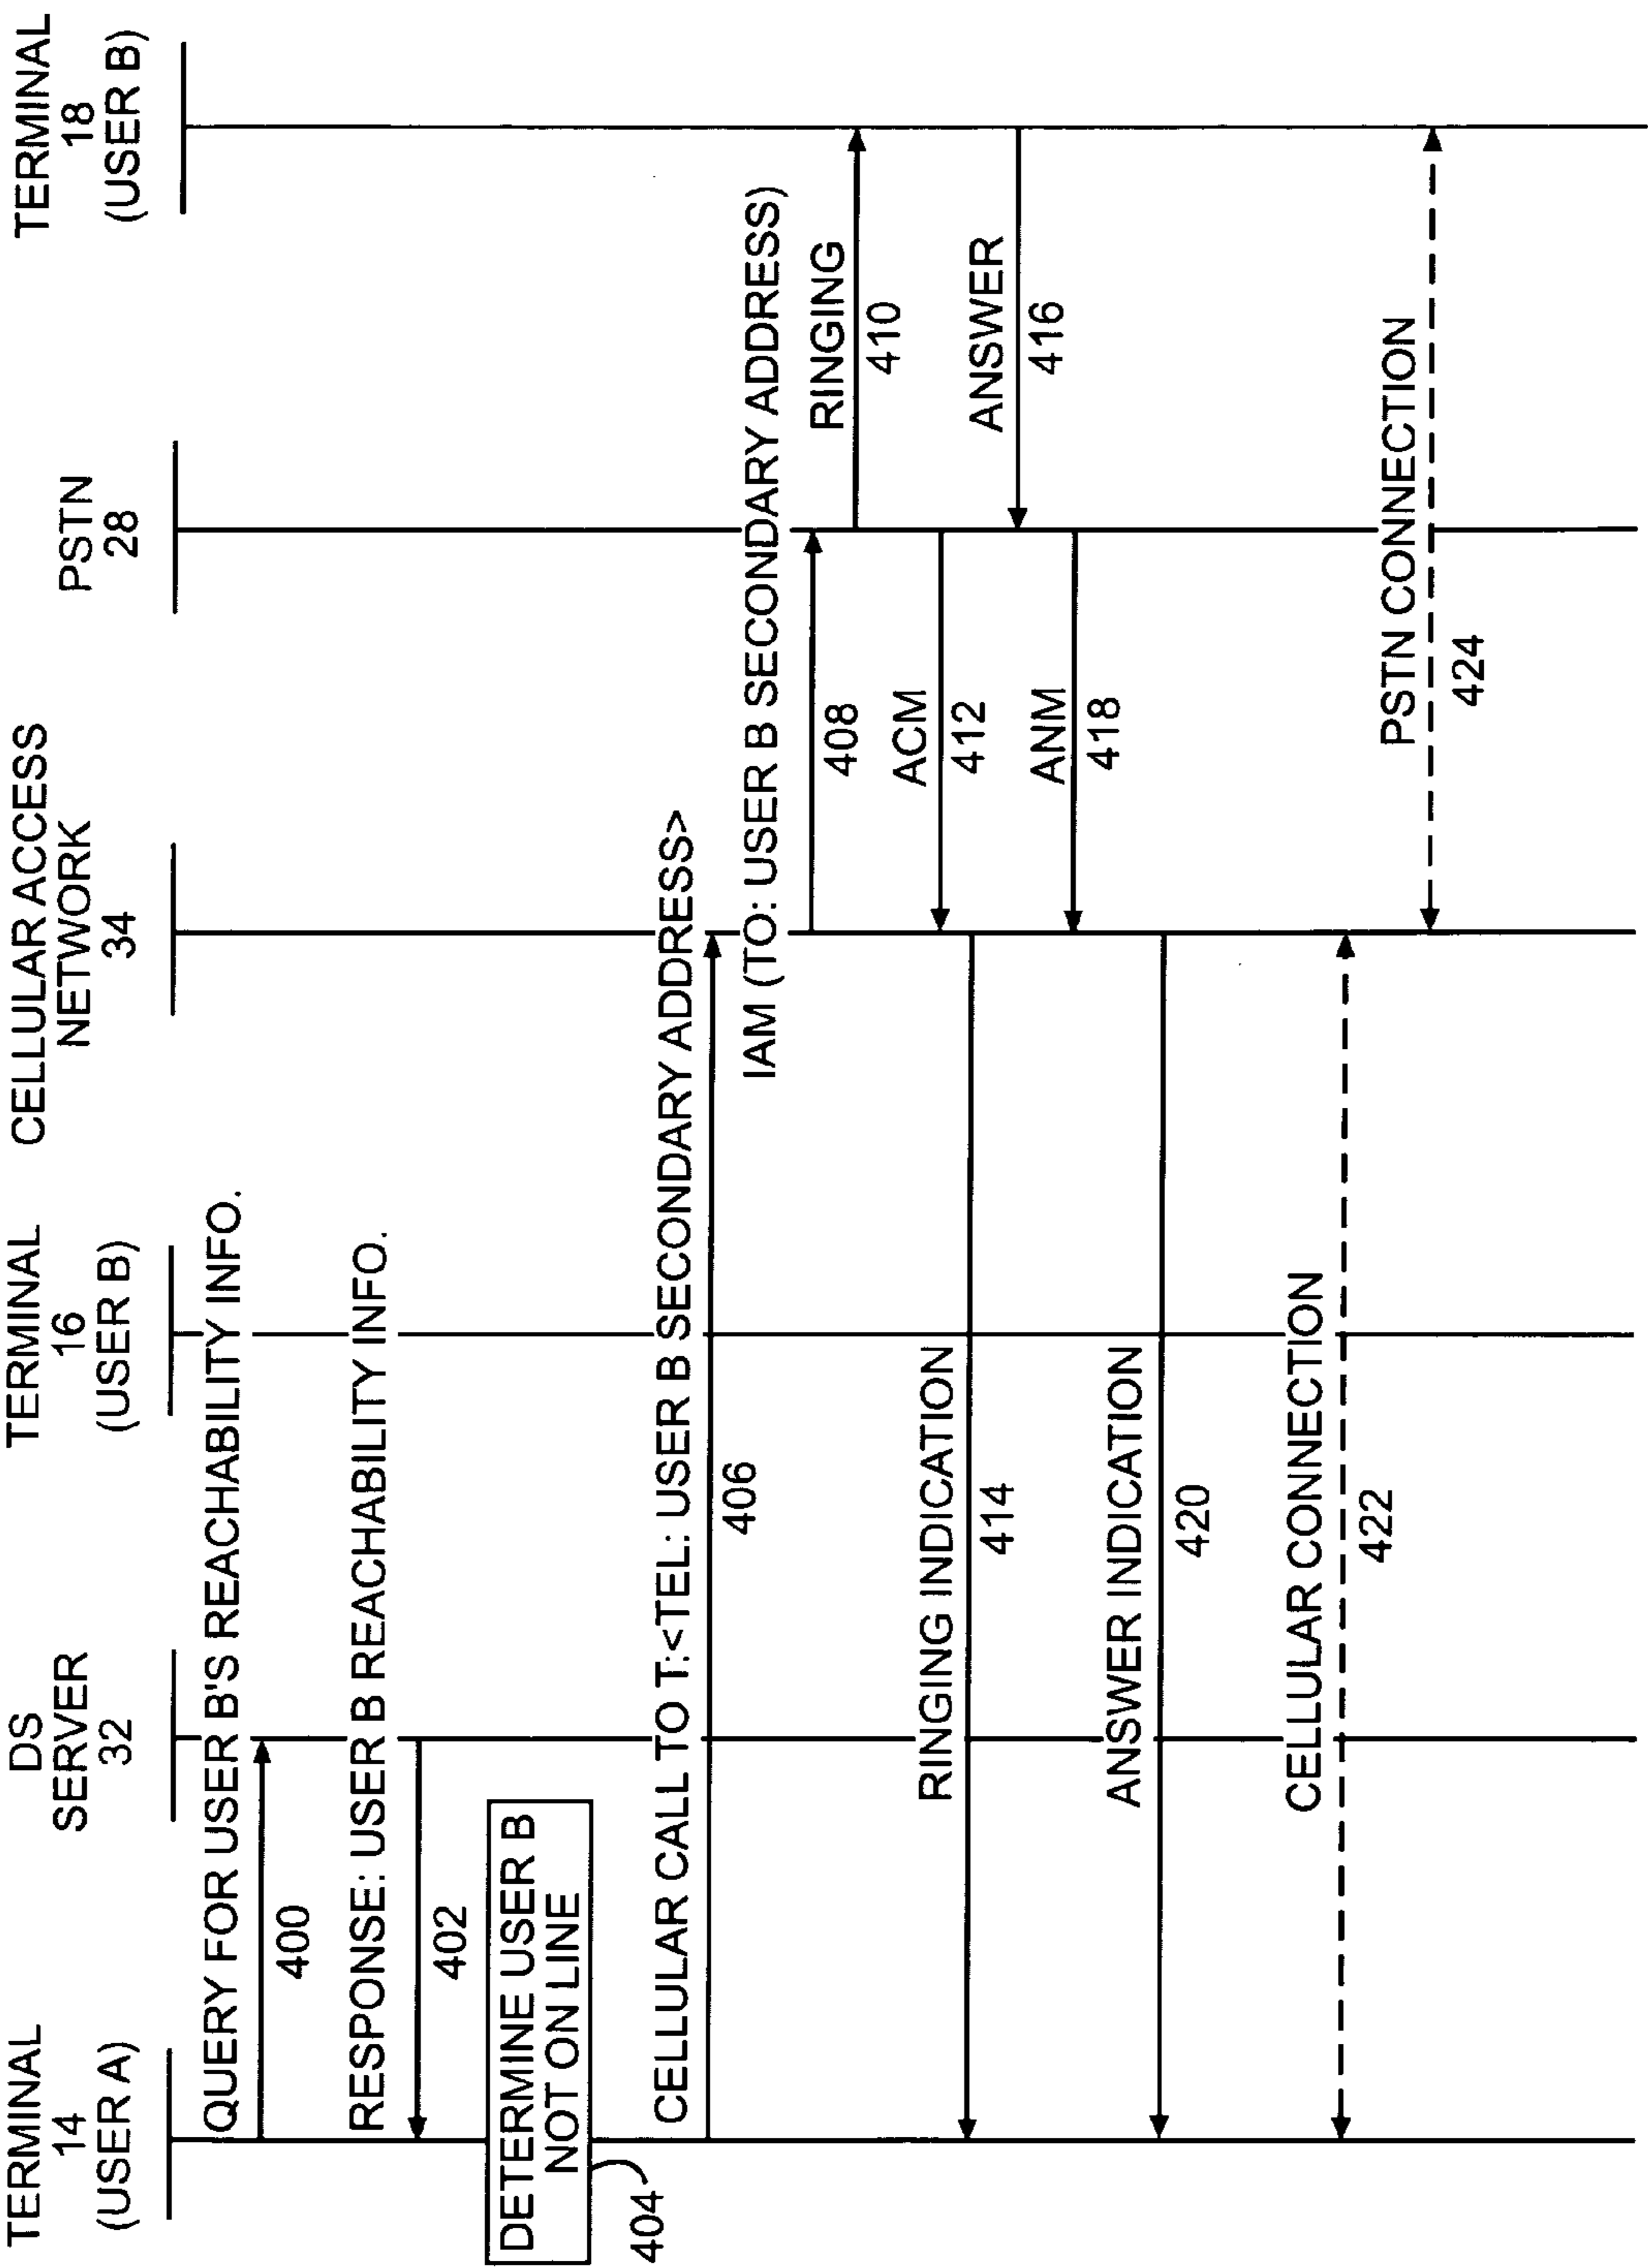 TERMINAL
14
(USER A)
DS
SERVER
32
TERMINAL
16
(USER B)
CELLULAR ACCESS
NETWORK
34
PSTN
28
TERMINAL
18
(USER B)
QUERY FOR USER B'S REACHABILITY INFO.
400
RESPONSE: USER B REACHABILITY INFO.
402
DETERMINE USER B
NOT ON LINE
404
CELLULAR CALL TO T:<TEL: USER B SECONDARY ADDRESS>
406
IAM (TO: USER B SECONDARY ADDRESS)
408
RINGING
410
ACM
412
RINGING INDICATION
414
ANSWER
416
ANM
418
ANSWER INDICATION
420
CELLULAR CONNECTION
422
PSTN CONNECTION
424